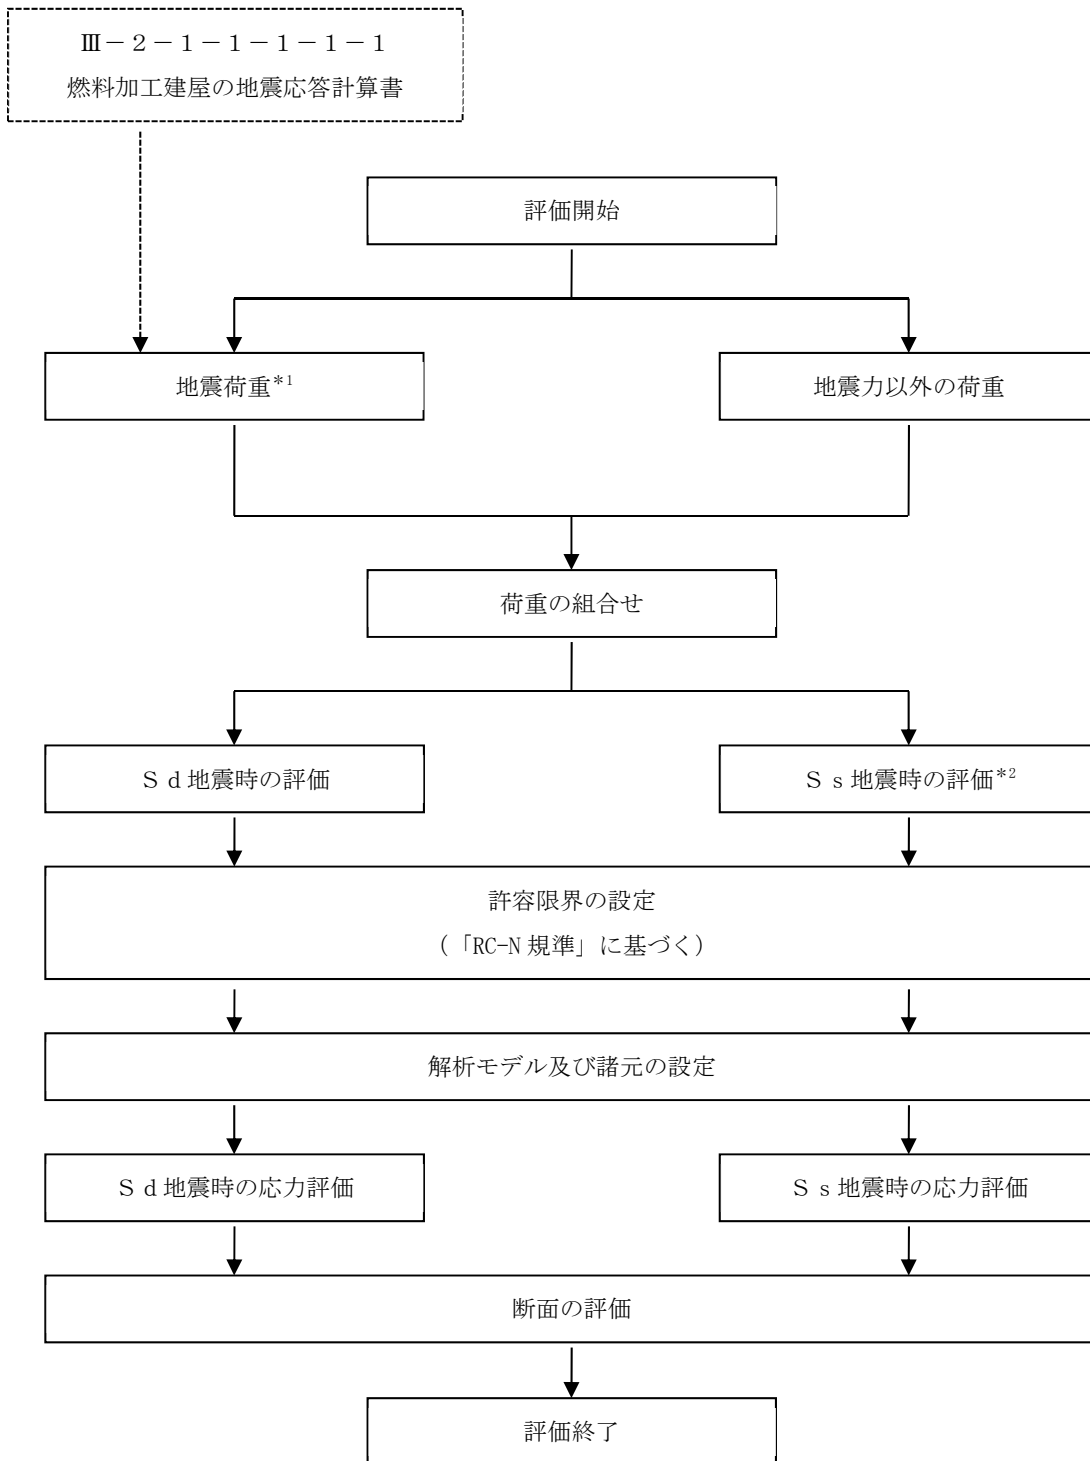 Ⅲ－２－１－１－１－１－１
燃料加工建屋の地震応答計算書
評価開始
地震荷重*1
地震力以外の荷重
荷重の組合せ
Ｓｄ地震時の評価
Ｓｓ地震時の評価*2
許容限界の設定
（「RC-N 規準」に基づく）
解析モデル及び諸元の設定
Ｓｄ地震時の応力評価
Ｓｓ地震時の応力評価
断面の評価
評価終了